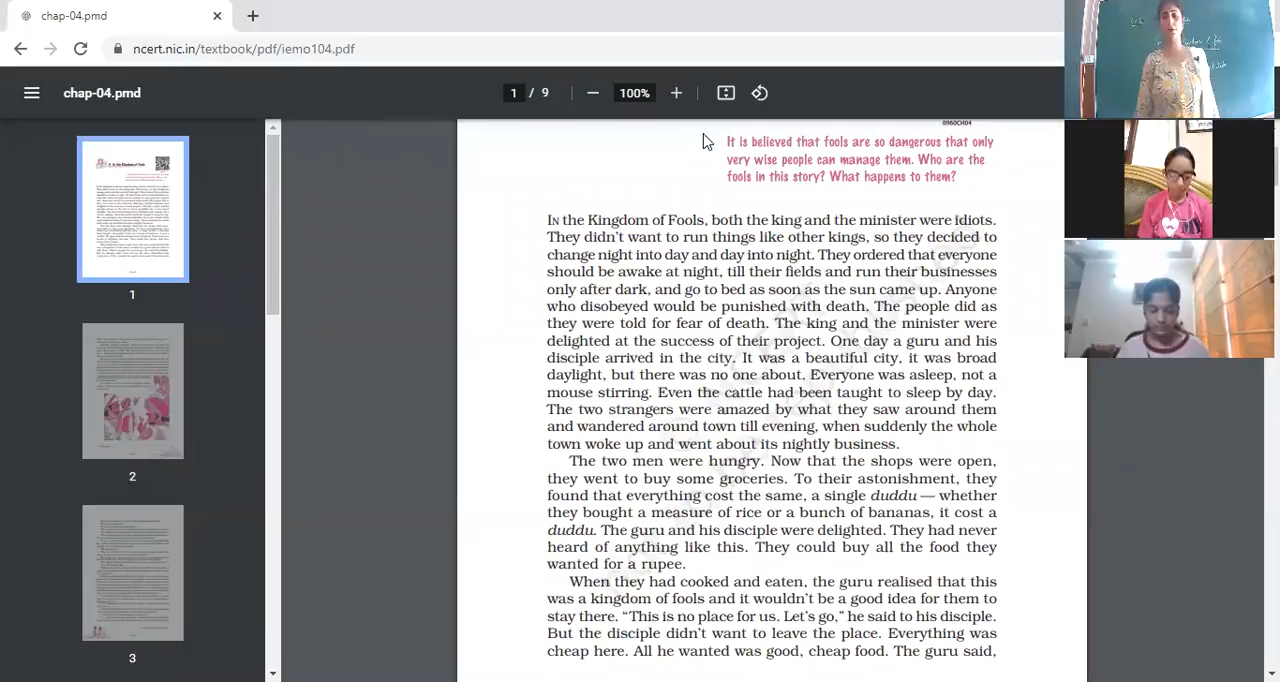 chap-04.pmd
ncert.nic.in/textbook/pdf/iemo104.pdf
chap-04.pmd
1 / 9
100%
0960CH04
It is believed that fools are so dangerous that only
very wise people can manage them. Who are the
fools in this story? What happens to them?
In the Kingdom of Fools, both the king and the minister were idiots.
They didn't want to run things like other kings, so they decided to
change night into day and day into night. They ordered that everyone
should be awake at night, till their fields and run their businesses
only after dark, and go to bed as soon as the sun came up. Anyone
who disobeyed would be punished with death. The people did as
they were told for fear of death. The king and the minister were
delighted at the success of their project. One day a guru and his
disciple arrived in the city. It was a beautiful city, it was broad
daylight, but there was no one about. Everyone was asleep, not a
mouse stirring. Even the cattle had been taught to sleep by day.
The two strangers were amazed by what they saw around them
and wandered around town till evening, when suddenly the whole
town woke up and went about its nightly business.
The two men were hungry. Now that the shops were open,
they went to buy some groceries. To their astonishment, they
found that everything cost the same, a single duddu — whether
they bought a measure of rice or a bunch of bananas, it cost a
duddu. The guru and his disciple were delighted. They had never
heard of anything like this. They could buy all the food they
wanted for a rupee.
When they had cooked and eaten, the guru realised that this
was a kingdom of fools and it wouldn't be a good idea for them to
stay there. “This is no place for us. Let's go,” he said to his disciple.
But the disciple didn't want to leave the place. Everything was
cheap here. All he wanted was good, cheap food. The guru said,
1
2
3